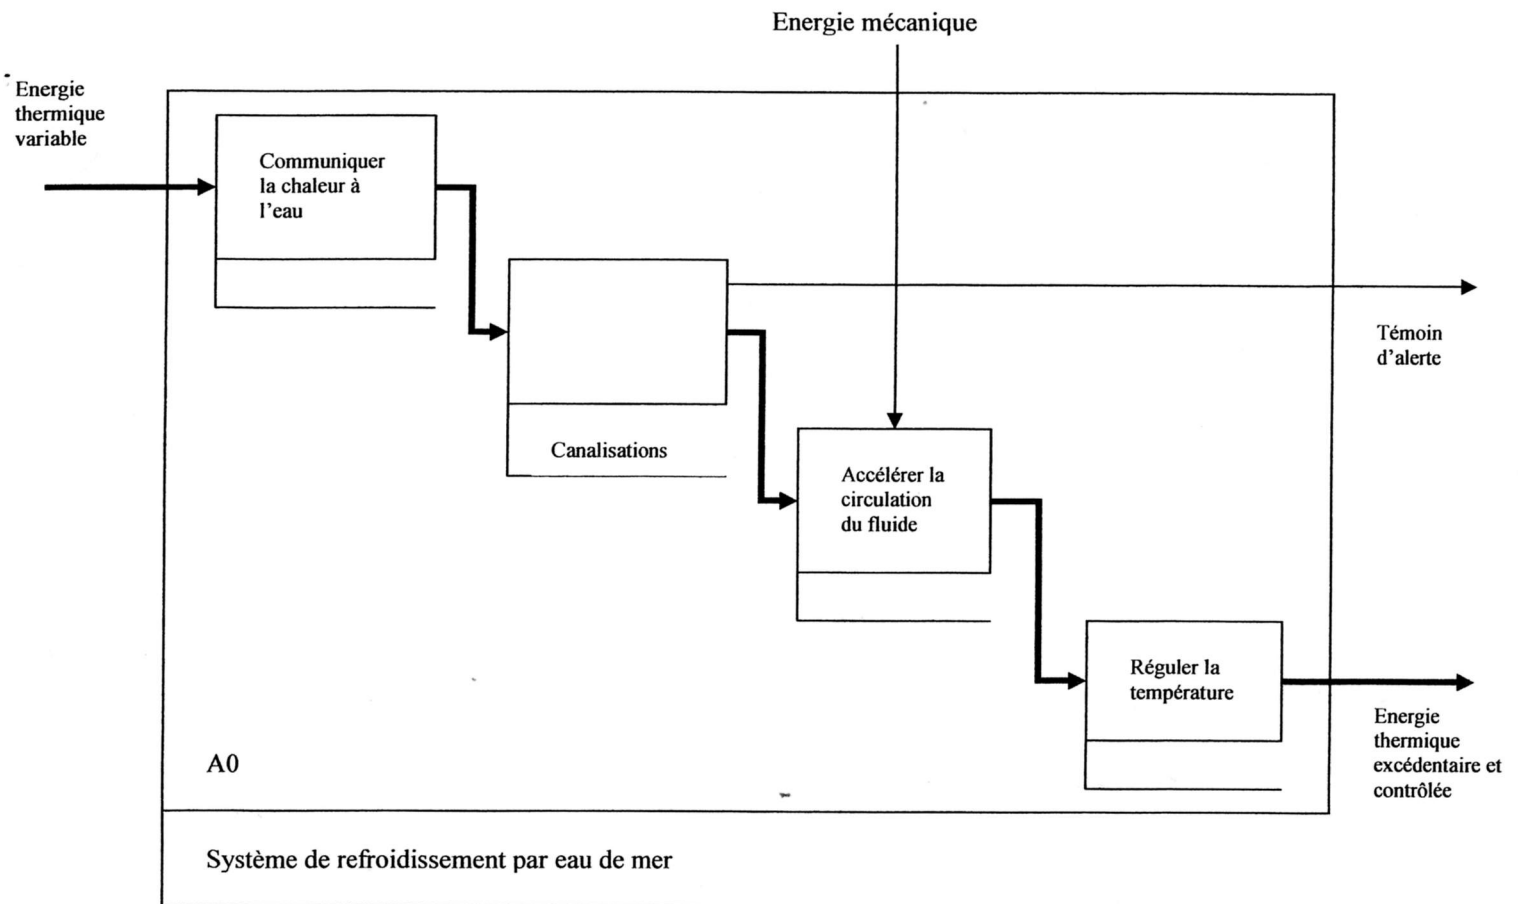 Energie mécanique
Energie
thermique
variable
Communiquer
la chaleur à
l'eau
Témoin
d'alerte
Canalisations
Accélérer la
circulation
du fluide
Réguler la
température
Energie
thermique
excédentaire et
contrôlée
A0
Système de refroidissement par eau de mer